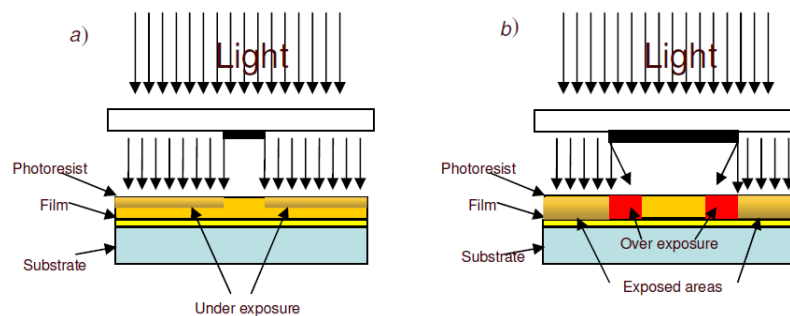 a)
Light
Photoresist
Film
Substrate
Under exposure
b)
Light
Photoresist
Film
Substrate
Over exposure
Exposed areas